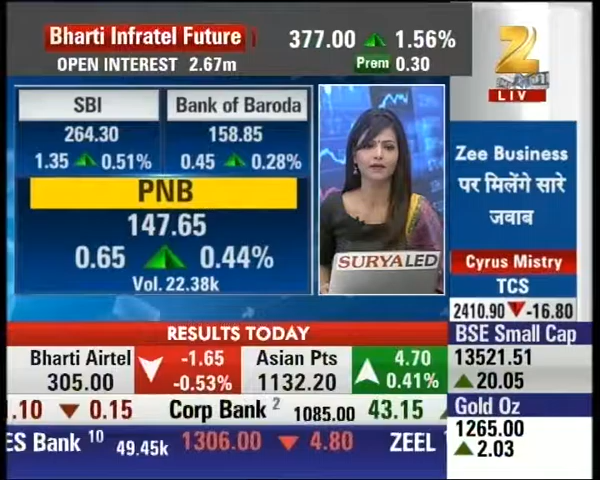 Bharti Infratel Future
377.00 1.56%
OPEN INTEREST 2.67m
Prem 0.30
Z
LIV
SBI
264.30
1.35 0.51%
Bank of Baroda
158.85
0.45 0.28%
PNB
147.65
0.65 0.44%
Vol. 22.38k
SURYA LED
SURYALED
Zee Business
पर मिलेंगे सारे
जवाब
Cyrus Mistry
TCS
2410.90 -16.80
RESULTS TODAY
Bharti Airtel
305.00
-1.65
-0.53%
Asian Pts
1132.20
4.70
0.41%
BSE Small Cap
13521.51
20.05
Gold Oz
1265.00
2.03
1.10 0.15 Corp Bank 2 1085.00 43.15
ES Bank 10 49.45k 1306.00 4.80 ZEEL